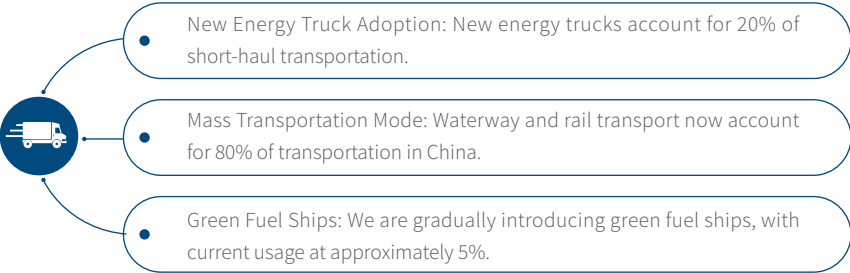 New Energy Truck Adoption: New energy trucks account for 20% of
short-haul transportation.
Mass Transportation Mode: Waterway and rail transport now account
for 80% of transportation in China.
Green Fuel Ships: We are gradually introducing green fuel ships, with
current usage at approximately 5%.